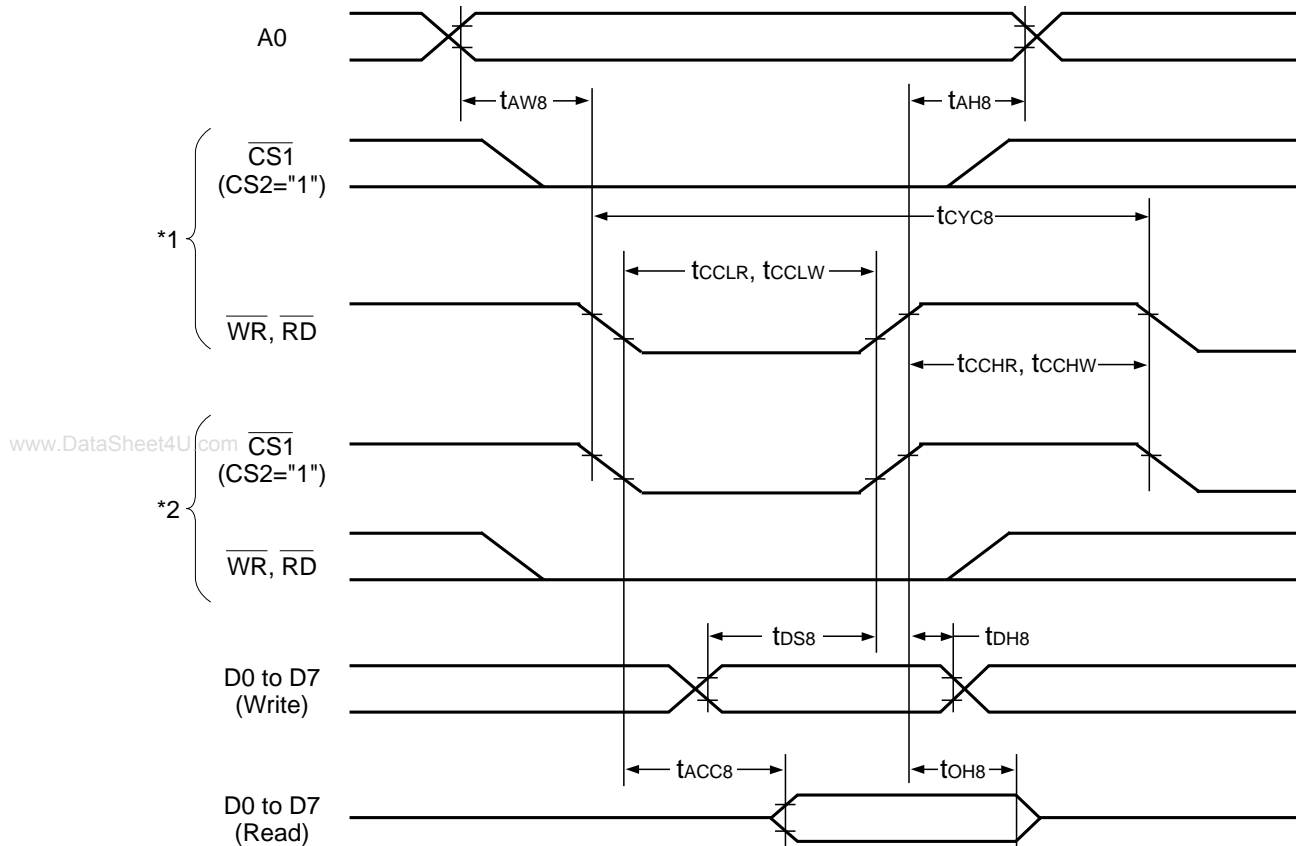 A0
tAW8
tAH8
CS1
(CS2="1")
tCYC8
*1
tCCLR, tCCLW
WR, RD
tCCHR, tCCHW
www.DataSheet4U.com
CS1
(CS2="1")
*2
WR, RD
tDS8
tDH8
D0 to D7
(Write)
tACC8
tOH8
D0 to D7
(Read)